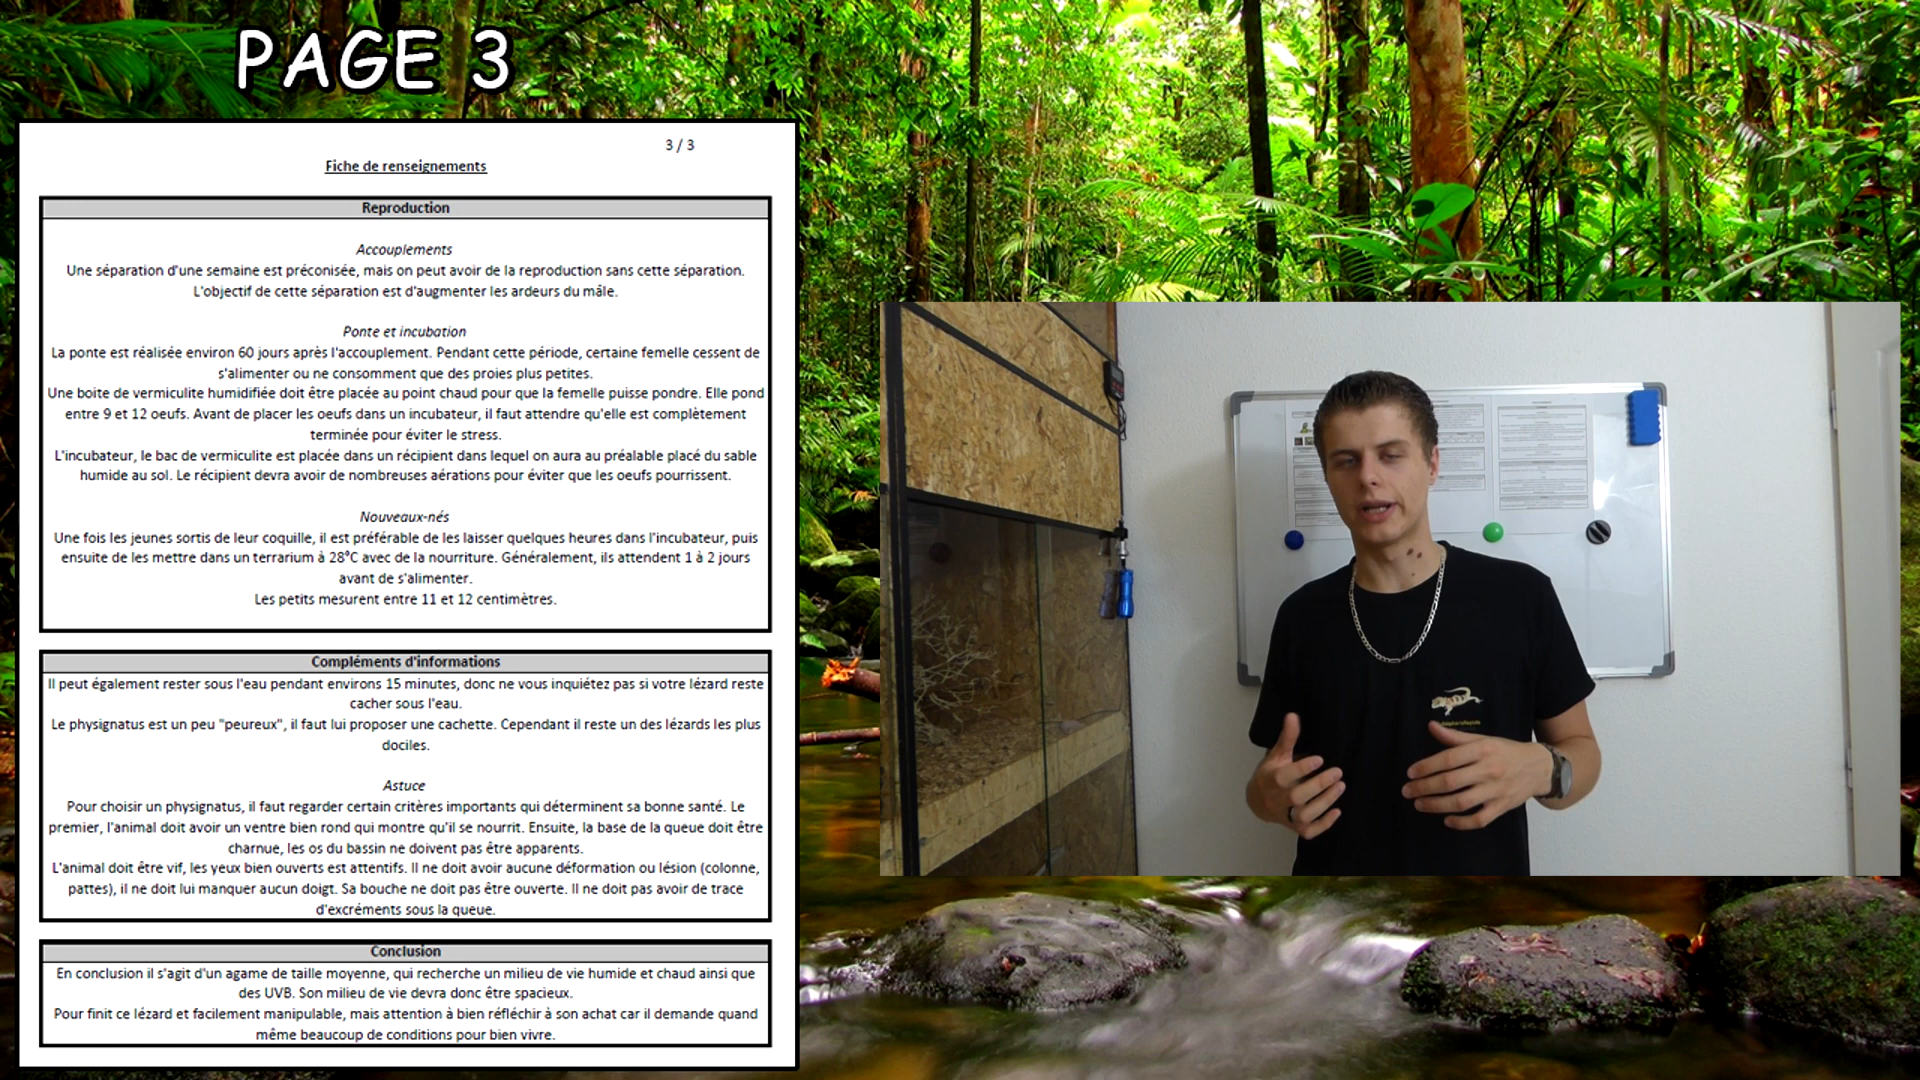 PAGE 3
3 / 3
Fiche de renseignements
Reproduction
Accouplements
Une séparation d'une semaine est préconisée, mais on peut avoir de la reproduction sans cette séparation.
L'objectif de cette séparation est d'augmenter les ardeurs du mâle.
Ponte et incubation
La ponte est réalisée environ 60 jours après l'accouplement. Pendant cette période, certaine femelle cessent de
s'alimenter ou ne consomment que des proies plus petites.
Une boite de vermiculite humidifiée doit être placée au point chaud pour que la femelle puisse pondre. Elle pond
entre 9 et 12 oeufs. Avant de placer les oeufs dans un incubateur, il faut attendre qu'elle est complètement
terminée pour éviter le stress.
L'incubateur, le bac de vermiculite est placée dans un récipient dans lequel on aura au préalable placé du sable
humide au sol. Le récipient devra avoir de nombreuses aérations pour éviter que les oeufs pourrissent.
Nouveaux-nés
Une fois les jeunes sortis de leur coquille, il est préférable de les laisser quelques heures dans l'incubateur, puis
ensuite de les mettre dans un terrarium à 28°C avec de la nourriture. Généralement, ils attendent 1 à 2 jours
avant de s'alimenter.
Les petits mesurent entre 11 et 12 centimètres.
Compléments d'informations
Il peut également rester sous l'eau pendant environs 15 minutes, donc ne vous inquiétez pas si votre lézard reste
cacher sous l'eau.
Le physignatus est un peu "peureux", il faut lui proposer une cachette. Cependant il reste un des lézards les plus
dociles.
Astuce
Pour choisir un physignatus, il faut regarder certain critères importants qui déterminent sa bonne santé. Le
premier, l'animal doit avoir un ventre bien rond qui montre qu'il se nourrit. Ensuite, la base de la queue doit être
charnue, les os du bassin ne doivent pas être apparents.
L'animal doit être vif, les yeux bien ouverts est attentifs. Il ne doit avoir aucune déformation ou lésion (colonne,
pattes), il ne doit lui manquer aucun doigt. Sa bouche ne doit pas être ouverte. Il ne doit pas avoir de trace
d'excréments sous la queue.
Conclusion
En conclusion il s'agit d'un agame de taille moyenne, qui recherche un milieu de vie humide et chaud ainsi que
des UVB. Son milieu de vie devra donc être spacieux.
Pour finit ce lézard et facilement manipulable, mais attention à bien réfléchir à son achat car il demande quand
même beaucoup de conditions pour bien vivre.